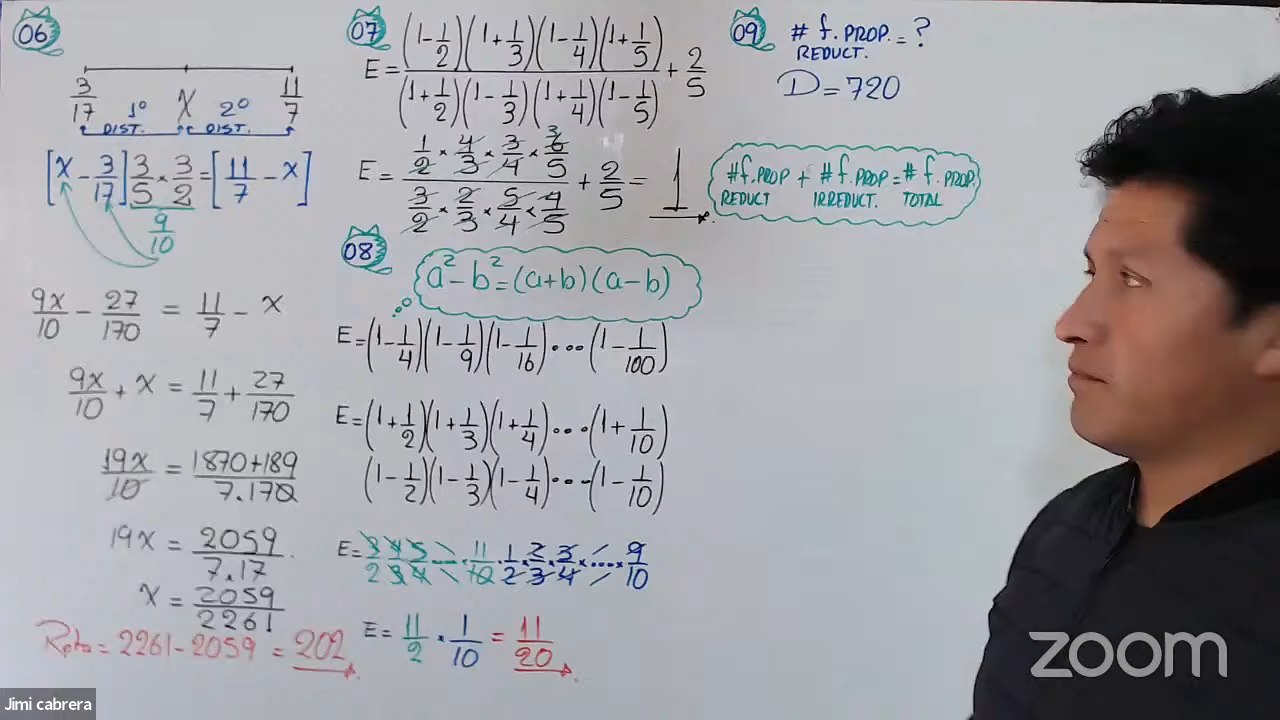 06
3/17 1º X 2º 11/7
DIST. DIST.
[x - 3/17] 3/5 × 3/2 = [11/7 - x]
9/10
9x/10 - 27/170 = 11/7 - x
9x/10 + x = 11/7 + 27/170
19x/10 = 1870+189/7.170
19x = 2059/7.17
x = 2059/2261
Rpta = 2261-2059 = 202
07
E = (1-1/2)(1+1/3)(1-1/4)(1+1/5)/(1+1/2)(1-1/3)(1+1/4)(1-1/5) + 2/5
3
E = 1/2 × 4/3 × 3/4 × 6/5 / 3/2 × 2/3 × 5/4 × 4/5 + 2/5 = 1
08
a² - b² = (a+b)(a-b)
E = (1-1/4)(1-1/9)(1-1/16)...(1-1/100)
E = (1+1/2)(1+1/3)(1+1/4)...(1+1/10)
(1-1/2)(1-1/3)(1-1/4)...(1-1/10)
E = 3/2 4/3 5/4 ... 11/10 . 1/2 × 2/3 × 3/4 × ... × 9/10
E = 11/2 × 1/10 = 11/20
09
# f. PROP. = ?
REDUCT.
D = 720
# f. PROP + # f. PROP = # f. PROP.
REDUCT IRREDUCT. TOTAL
zoom
Jimi cabrera